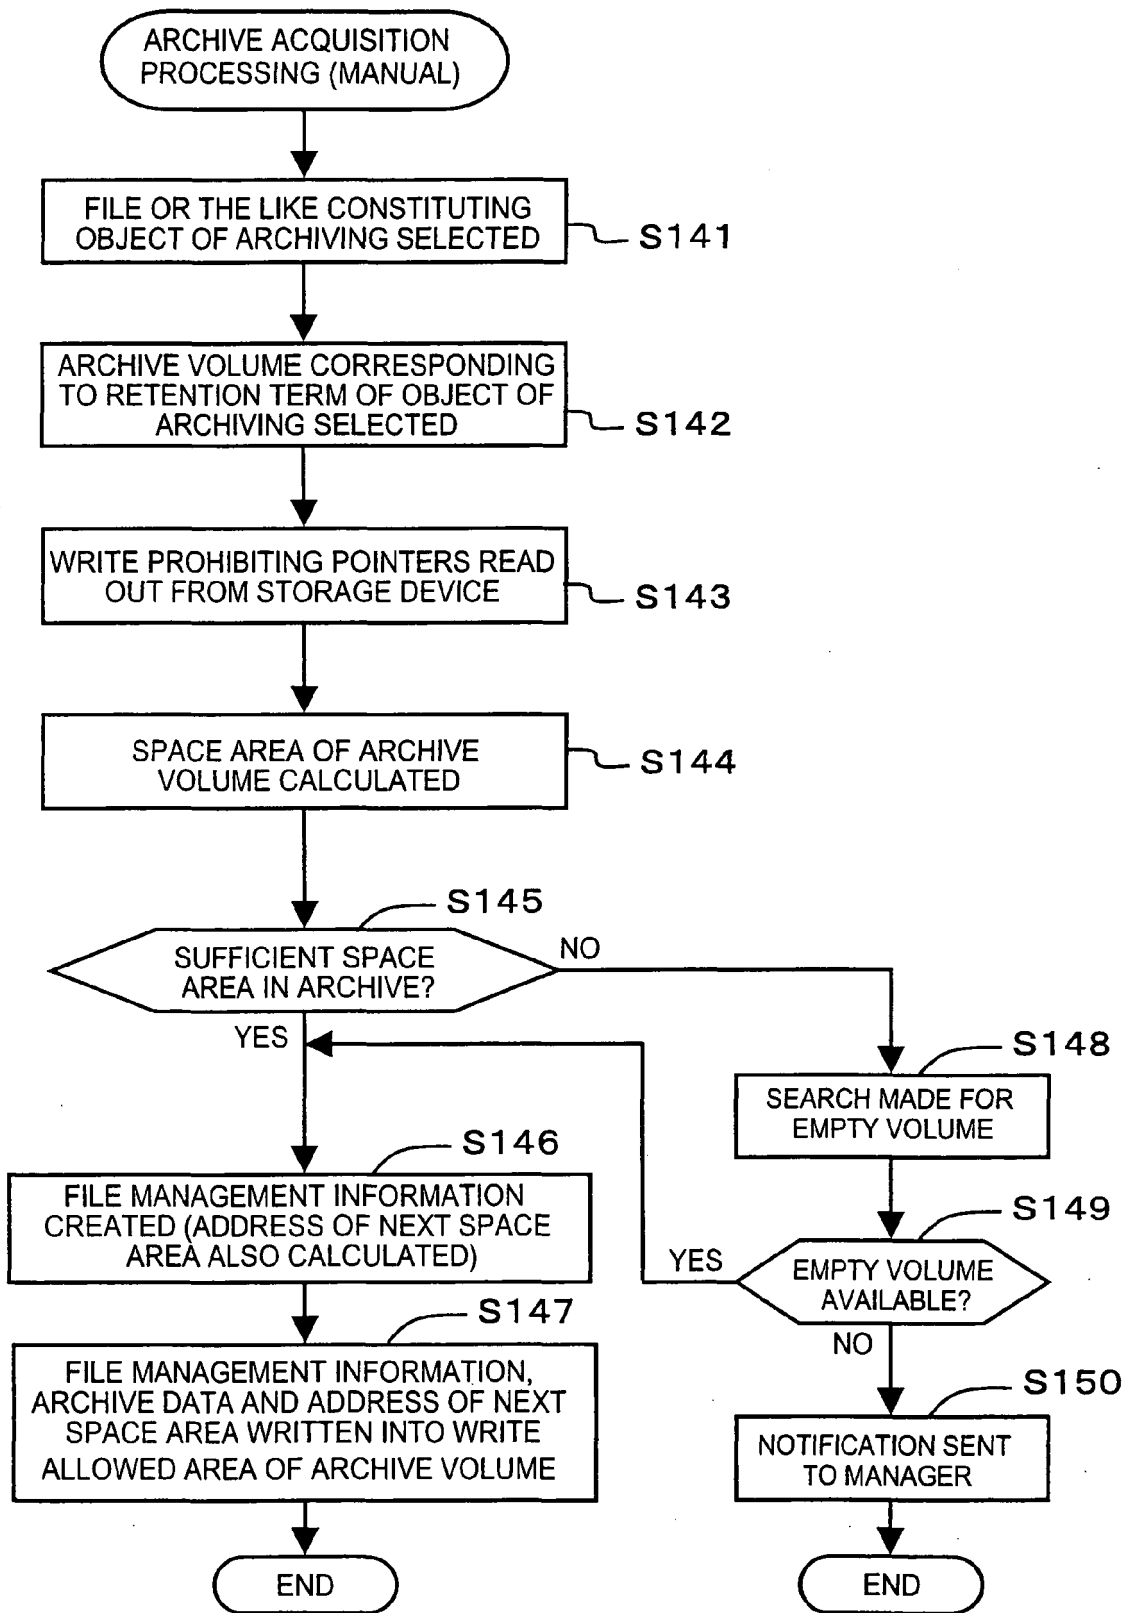 ARCHIVE ACQUISITION
PROCESSING (MANUAL)
FILE OR THE LIKE CONSTITUTING
OBJECT OF ARCHIVING SELECTED
S141
ARCHIVE VOLUME CORRESPONDING
TO RETENTION TERM OF OBJECT OF
ARCHIVING SELECTED
S142
WRITE PROHIBITING POINTERS READ
OUT FROM STORAGE DEVICE
S143
SPACE AREA OF ARCHIVE
VOLUME CALCULATED
S144
S145
SUFFICIENT SPACE
AREA IN ARCHIVE?
NO
YES
S148
SEARCH MADE FOR
EMPTY VOLUME
S146
FILE MANAGEMENT INFORMATION
CREATED (ADDRESS OF NEXT SPACE
AREA ALSO CALCULATED)
S149
YES
EMPTY VOLUME
AVAILABLE?
NO
S147
FILE MANAGEMENT INFORMATION,
ARCHIVE DATA AND ADDRESS OF NEXT
SPACE AREA WRITTEN INTO WRITE
ALLOWED AREA OF ARCHIVE VOLUME
S150
NOTIFICATION SENT
TO MANAGER
END
END